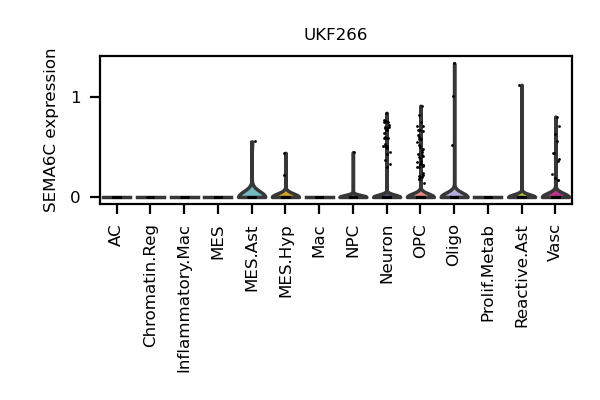 UKF266
SEMA6C expression
1
0
AC
Chromatin.Reg
Inflammatory.Mac
MES
MES.Ast
MES.Hyp
Mac
NPC
Neuron
OPC
Oligo
Prolif.Metab
Reactive.Ast
Vasc